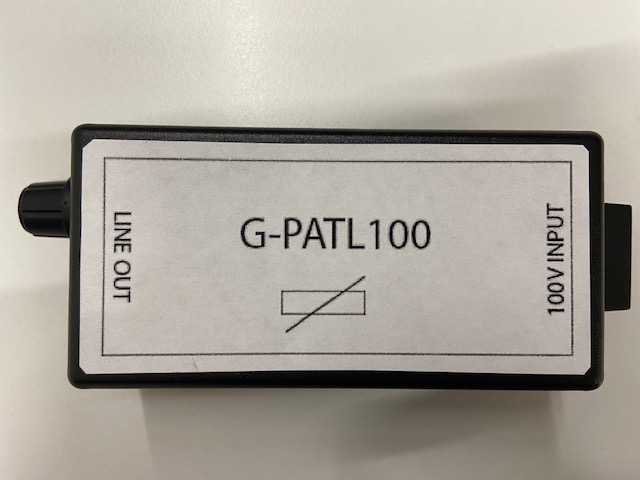 LINE OUT
G-PATL100
100V INPUT